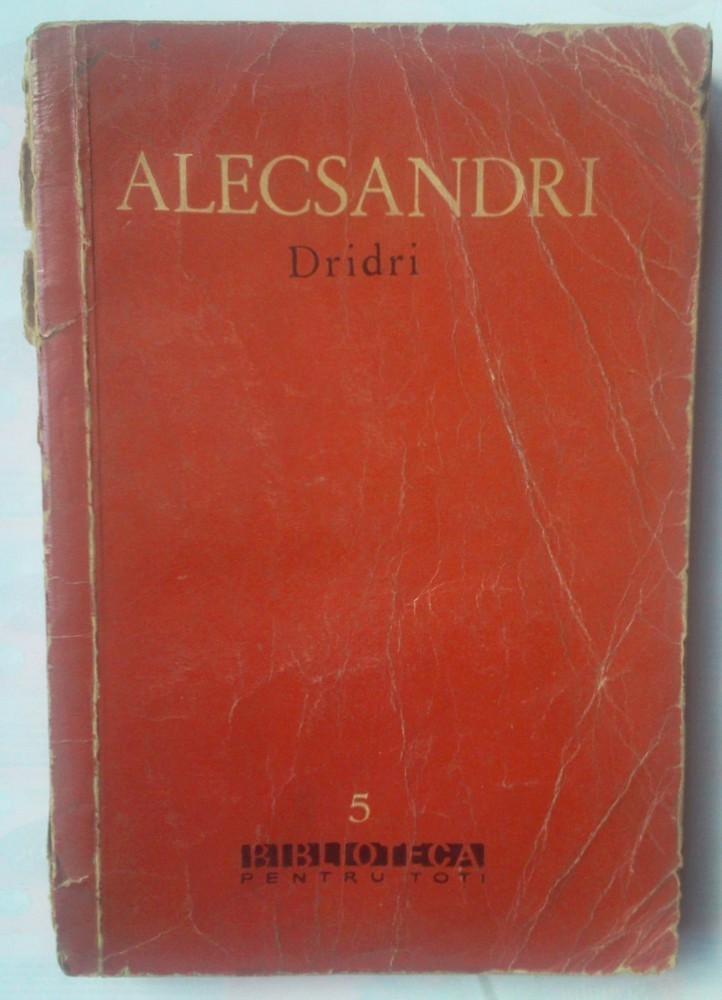 ALECSANDRI
Dridri
5
BIBLIOTECA
PENTRU TOTI